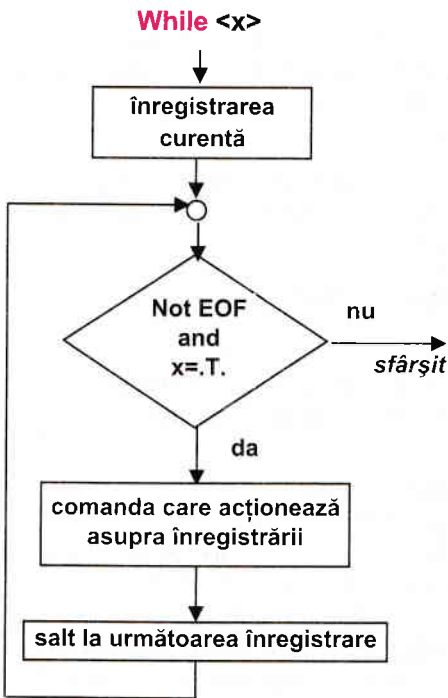 While <x>
înregistrarea
curentă
Not EOF
and
x=.T.
nu
sfârşit
da
comanda care acţionează
asupra înregistrării
salt la următoarea înregistrare